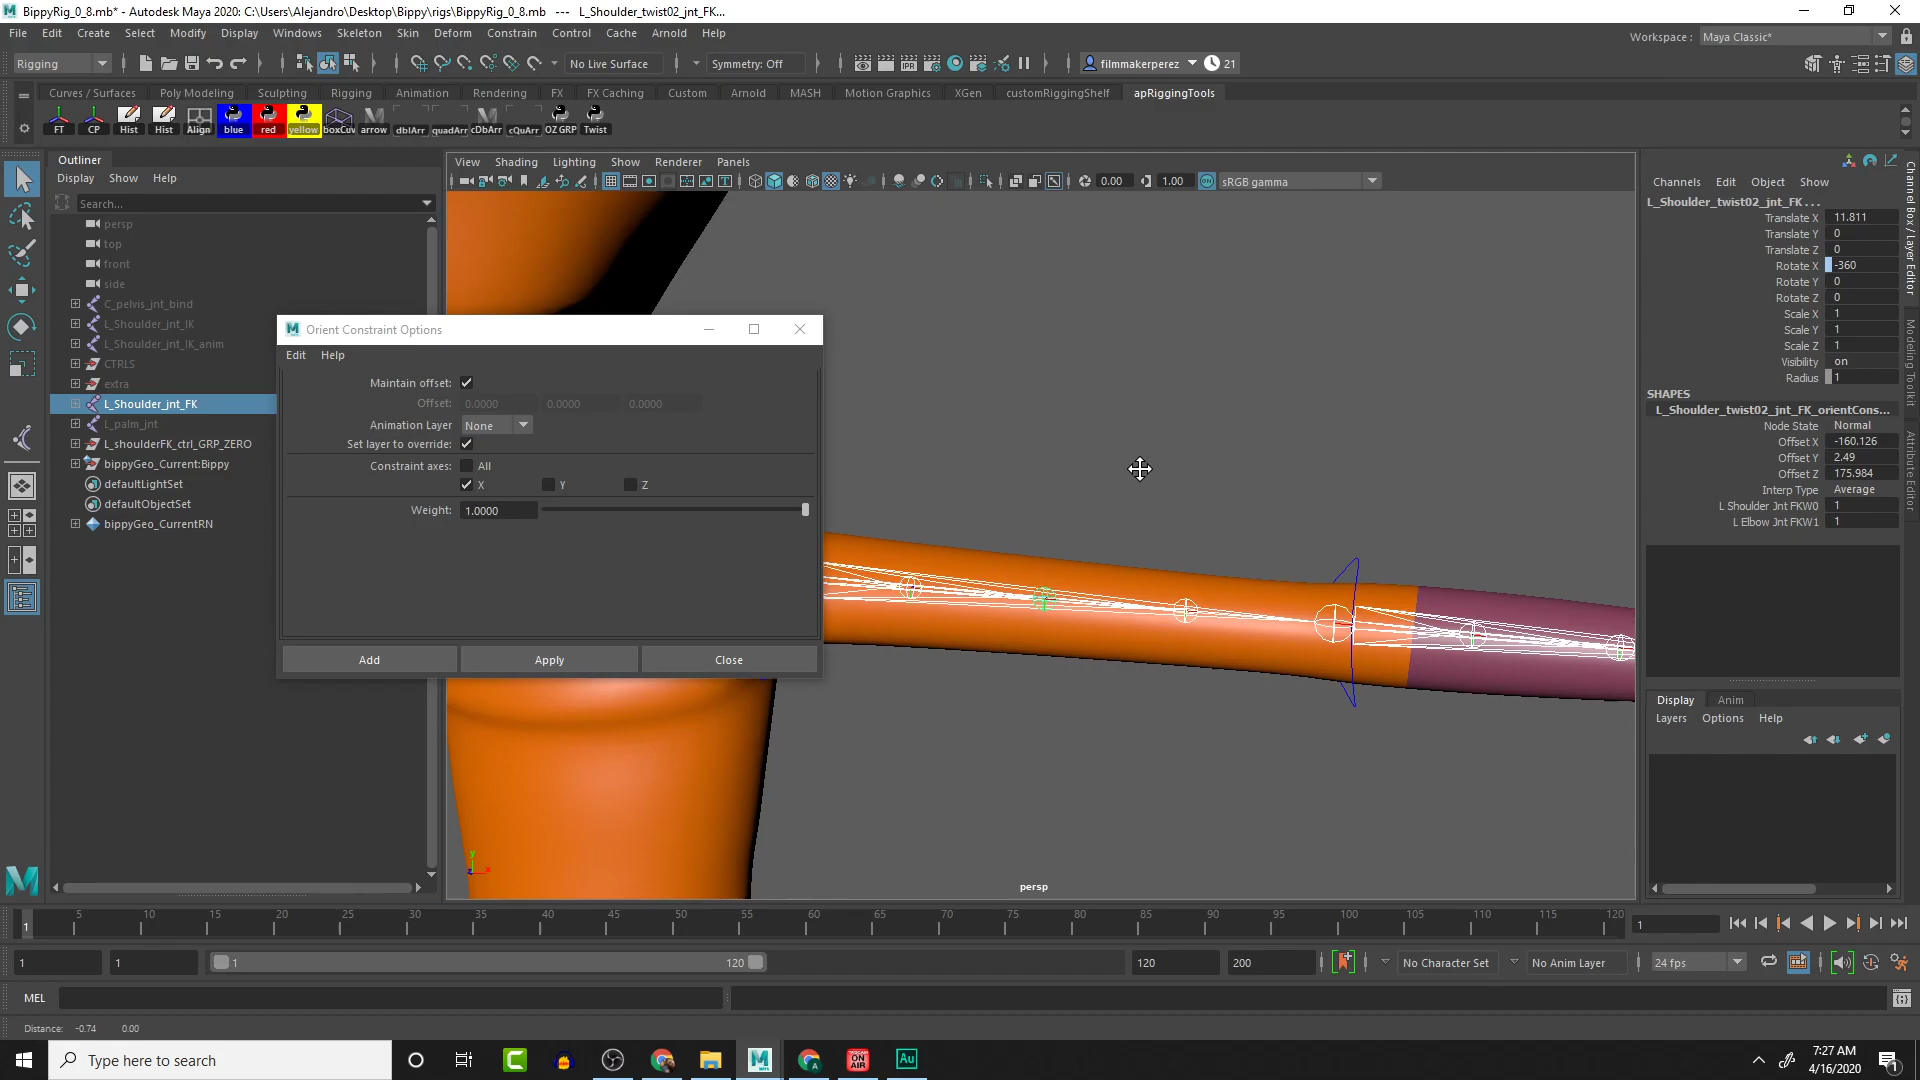 BippyRig_0_8.mb* - Autodesk Maya 2020: C:\Users\Alejandro\Desktop\Bippy\rigs\BippyRig_0_8.mb --- L_Shoulder_twist02_jnt_FK...
File Edit Create Select Modify Display Windows Skeleton Skin Deform Constrain Control Cache Arnold Help
Workspace : Maya Classic*
Rigging No Live Surface Symmetry: Off filmmakerperez 21
Curves / Surfaces Poly Modeling Rigging Animation Rendering FX FX Caching Custom Arnold MASH Motion Graphics XGen customRiggingShelf apRiggingTools
FT CP Hist Hist Align blue red yellow boxCuv arrow dblArr quadArr cDbArr cQuArr OZ GRP Twist
Outliner
Display Show Help
Search...
persp
top
front
side
C_pelvis_jnt_bind
L_Shoulder_jnt_IK
L_Shoulder_jnt_IK_anim
CTRLS
extra
L_Shoulder_jnt_FK
L_palm_jnt
L_shoulderFK_ctrl_GRP_ZERO
bippyGeo_Current:Bippy
defaultLightSet
defaultObjectSet
bippyGeo_CurrentRN
View Shading Lighting Show Renderer Panels
0.00 1.00 sRGB gamma
Orient Constraint Options
Edit Help
Maintain offset:
Offset: 0.0000 0.0000 0.0000
Animation Layer None
Set layer to override:
Constraint axes: All
X Y Z
Weight: 1.0000
Add Apply Close
y
z x
persp
Channels Edit Object Show
L_Shoulder_twist02_jnt_FK . . .
Translate X 11.811
Translate Y 0
Translate Z 0
Rotate X -360
Rotate Y 0
Rotate Z 0
Scale X 1
Scale Y 1
Scale Z 1
Visibility on
Radius 1
SHAPES
L_Shoulder_twist02_jnt_FK_orientCons...
Node State Normal
Offset X -160.126
Offset Y 2.49
Offset Z 175.984
Interp Type Average
L Shoulder Jnt FKW0 1
L Elbow Jnt FKW1 1
Display Anim
Layers Options Help
Channel Box / Layer Editor
Modeling Toolkit
Attribute Editor
5 10 15 20 25 30 35 40 45 50 55 60 65 70 75 80 85 90 95 100 105 110 115 120
1 1
1 1 1 120 120 200 No Character Set No Anim Layer 24 fps
MEL
Distance: -0.74 0.00
Type here to search
ON AIR Au
7:27 AM
4/16/2020
1